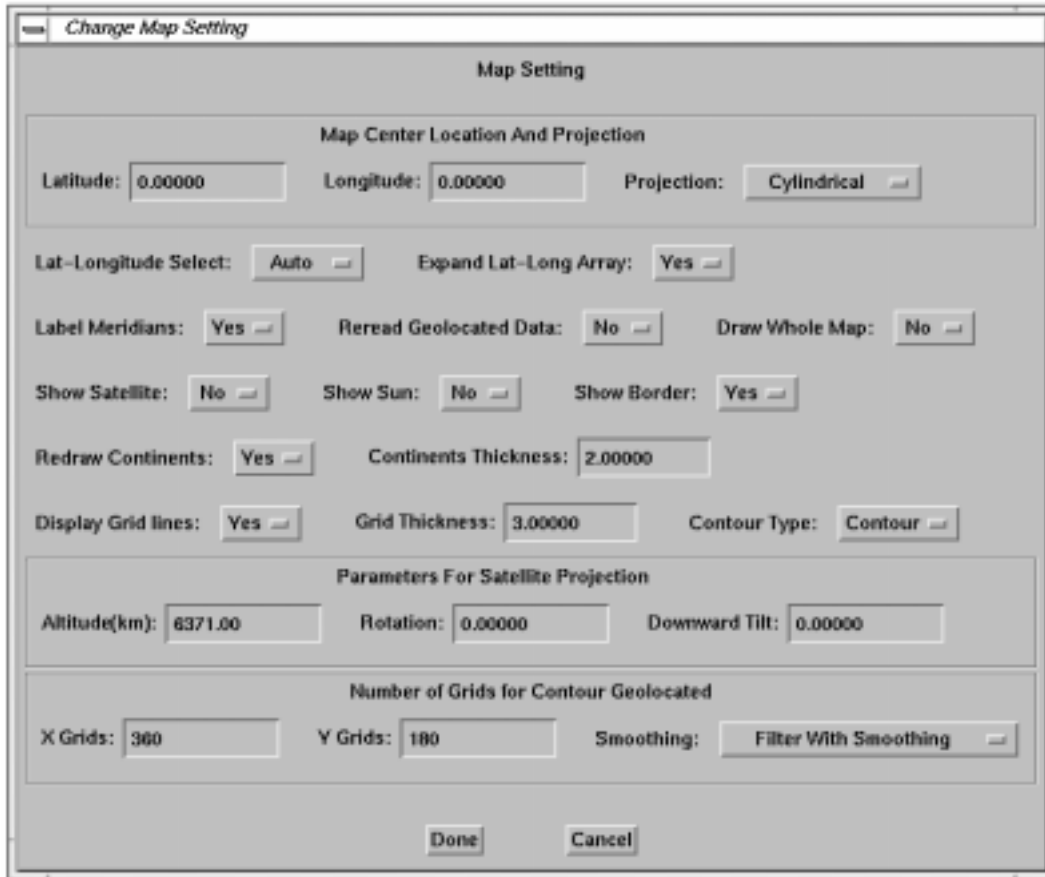 Change Map Setting
Map Setting
Map Center Location And Projection
Latitude: 0.00000 Longitude: 0.00000 Projection: Cylindrical
Lat-Longitude Select: Auto Expand Lat-Long Array: Yes
Label Meridians: Yes Reread Geolocated Data: No Draw Whole Map: No
Show Satellite: No Show Sun: No Show Border: Yes
Redraw Continents: Yes Continents Thickness: 2.00000
Display Grid lines: Yes Grid Thickness: 3.00000 Contour Type: Contour
Parameters For Satellite Projection
Altitude(km): 6371.00 Rotation: 0.00000 Downward Tilt: 0.00000
Number of Grids for Contour Geolocated
X Grids: 360 Y Grids: 180 Smoothing: Filter With Smoothing
Done Cancel